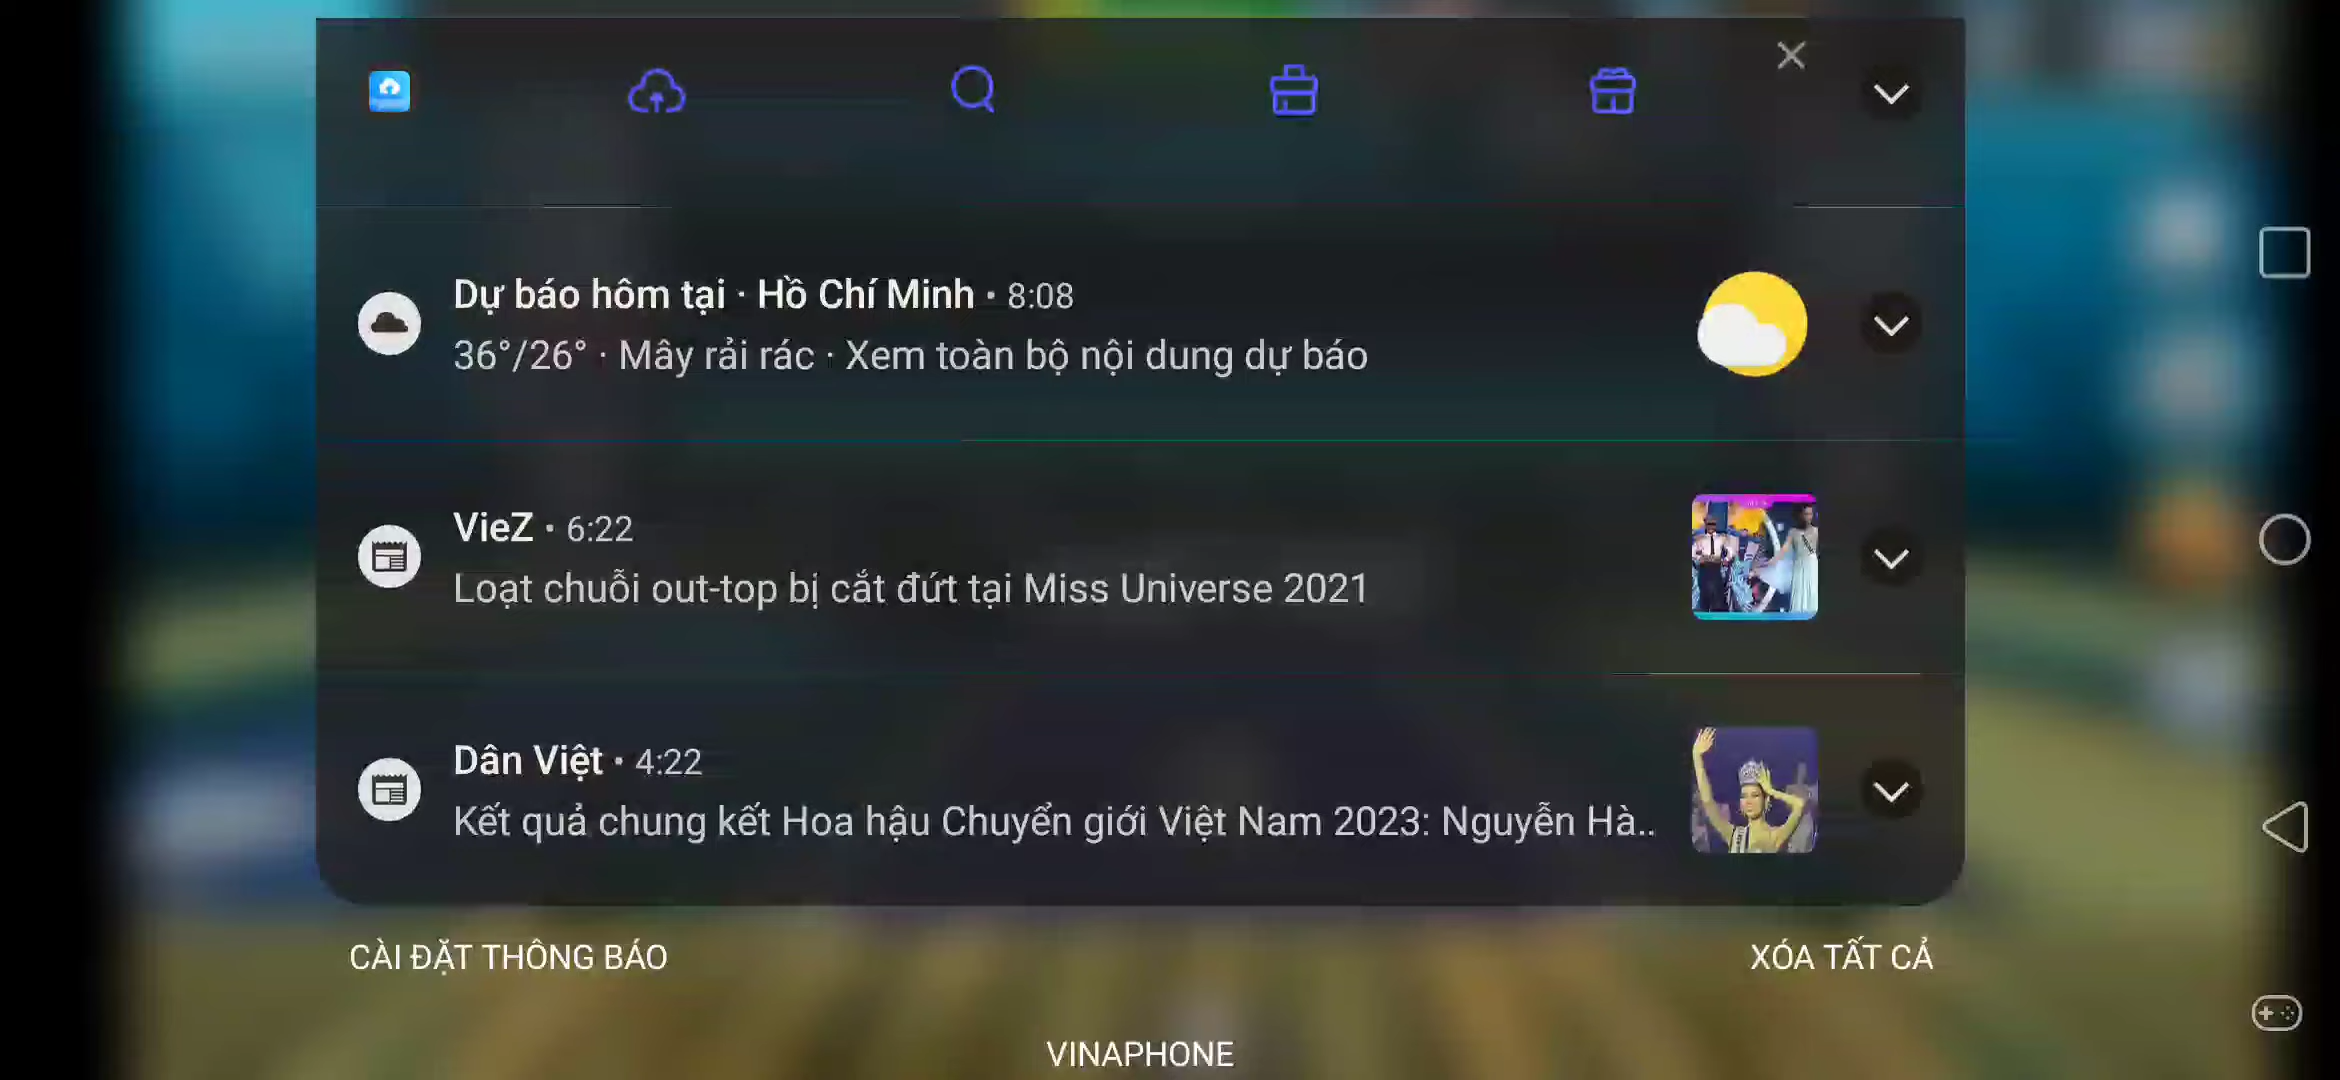 Dự báo hôm tại · Hồ Chí Minh • 8:08
36°/26° · Mây rải rác · Xem toàn bộ nội dung dự báo
VieZ • 6:22
Loạt chuỗi out-top bị cắt đứt tại Miss Universe 2021
Dân Việt • 4:22
Kết quả chung kết Hoa hậu Chuyển giới Việt Nam 2023: Nguyễn Hà..
CÀI ĐẶT THÔNG BÁO
XÓA TẤT CẢ
VINAPHONE